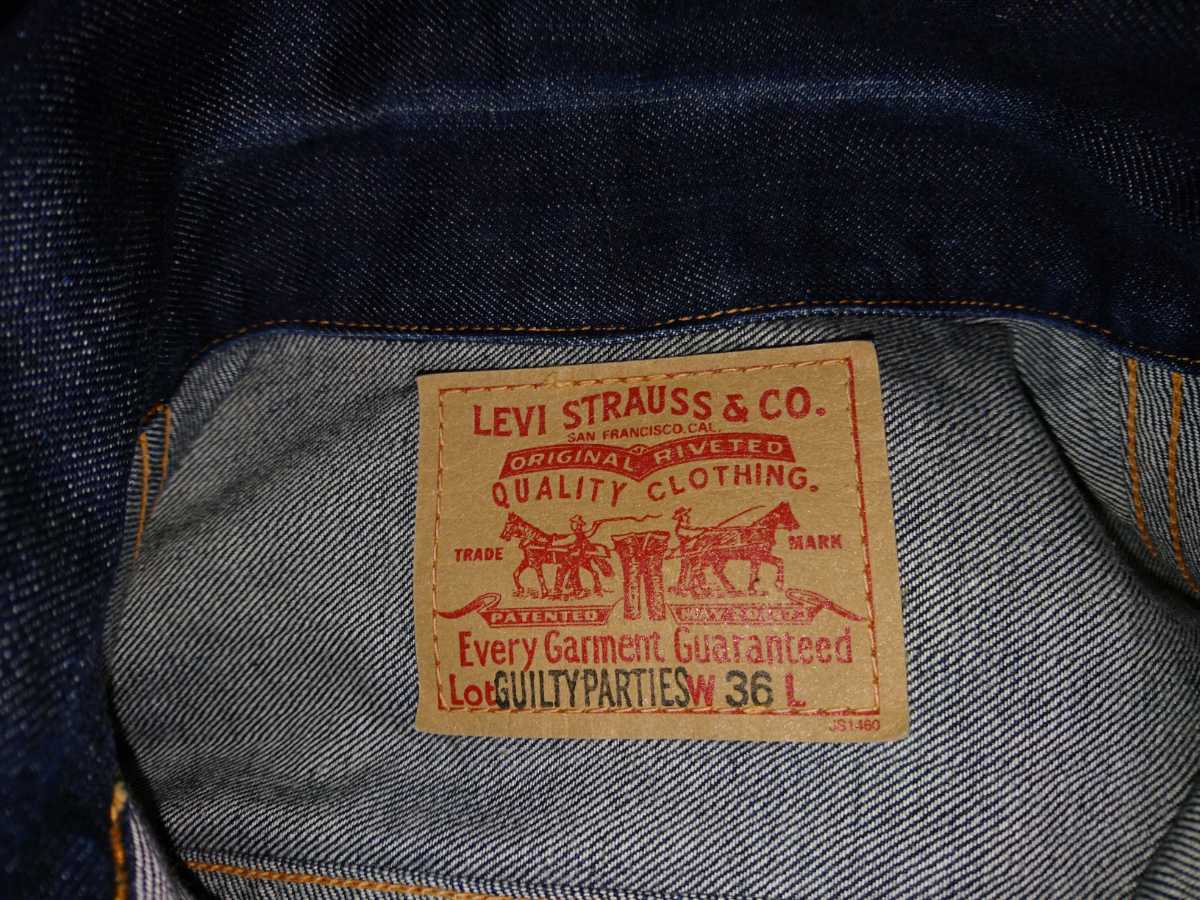 LEVI STRAUSS & CO.
SAN FRANCISCO. CAL.
ORIGINAL RIVETED
QUALITY CLOTHING.
TRADE MARK
PATENTED MAY
Every Garment Guaranteed
Lot GUILTYPARTIES W 36 L
JS1460